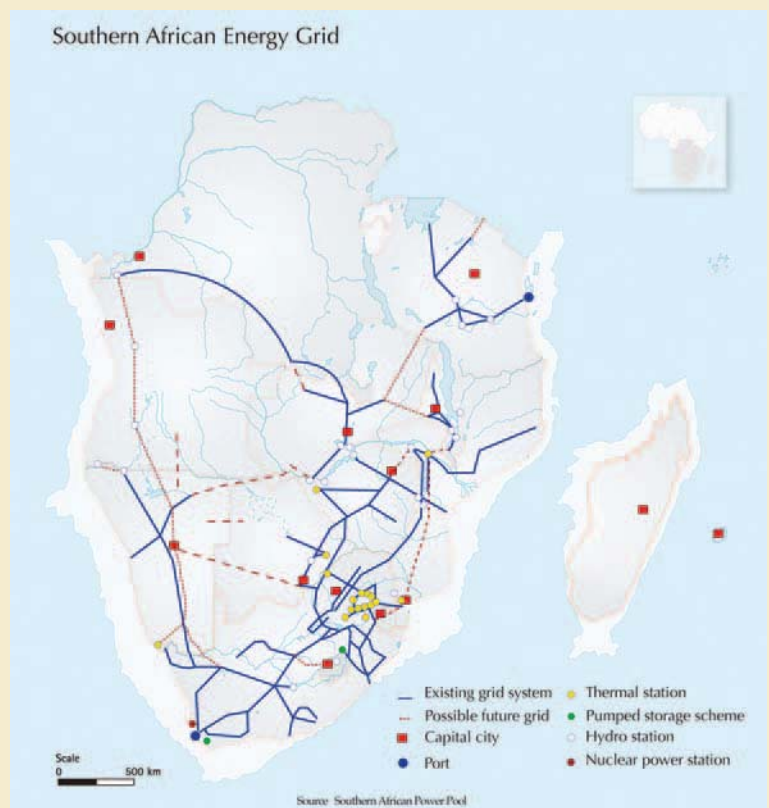 Southern African Energy Grid
Existing grid system
Possible future grid
Capital city
Port
Thermal station
Pumped storage scheme
Hydro station
Nuclear power station
Scale
0 500 km
Source Southern African Power Pool